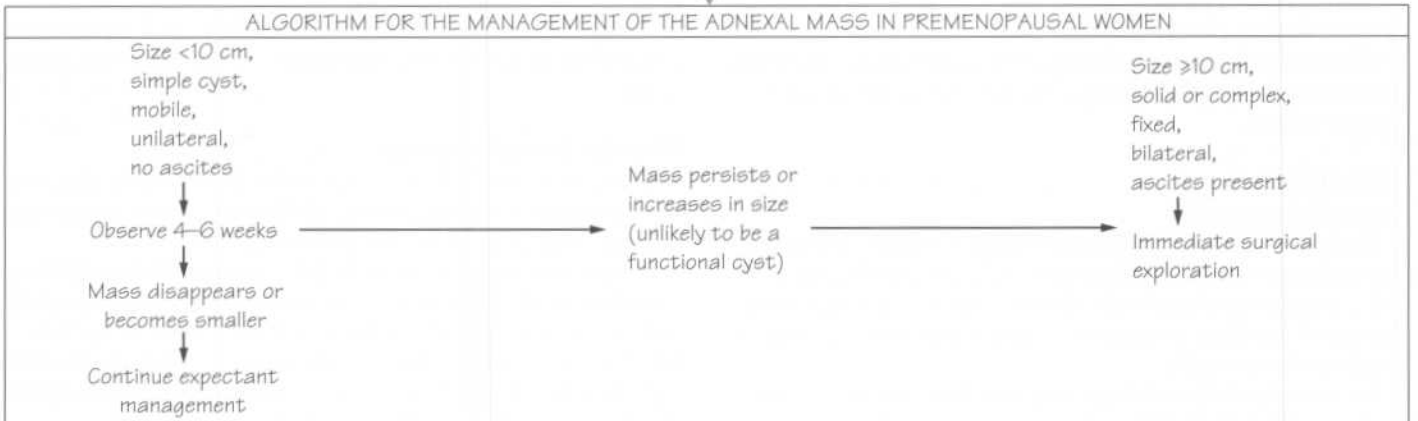 ALGORITHM FOR THE MANAGEMENT OF THE ADNEXAL MASS IN PREMENOPAUSAL WOMEN
Size <10 cm,
simple cyst,
mobile,
unilateral,
no ascites
Observe 4–6 weeks
Mass disappears or
becomes smaller
Continue expectant
management
Mass persists or
increases in size
(unlikely to be a
functional cyst)
Size ⩾10 cm,
solid or complex,
fixed,
bilateral,
ascites present
Immediate surgical
exploration